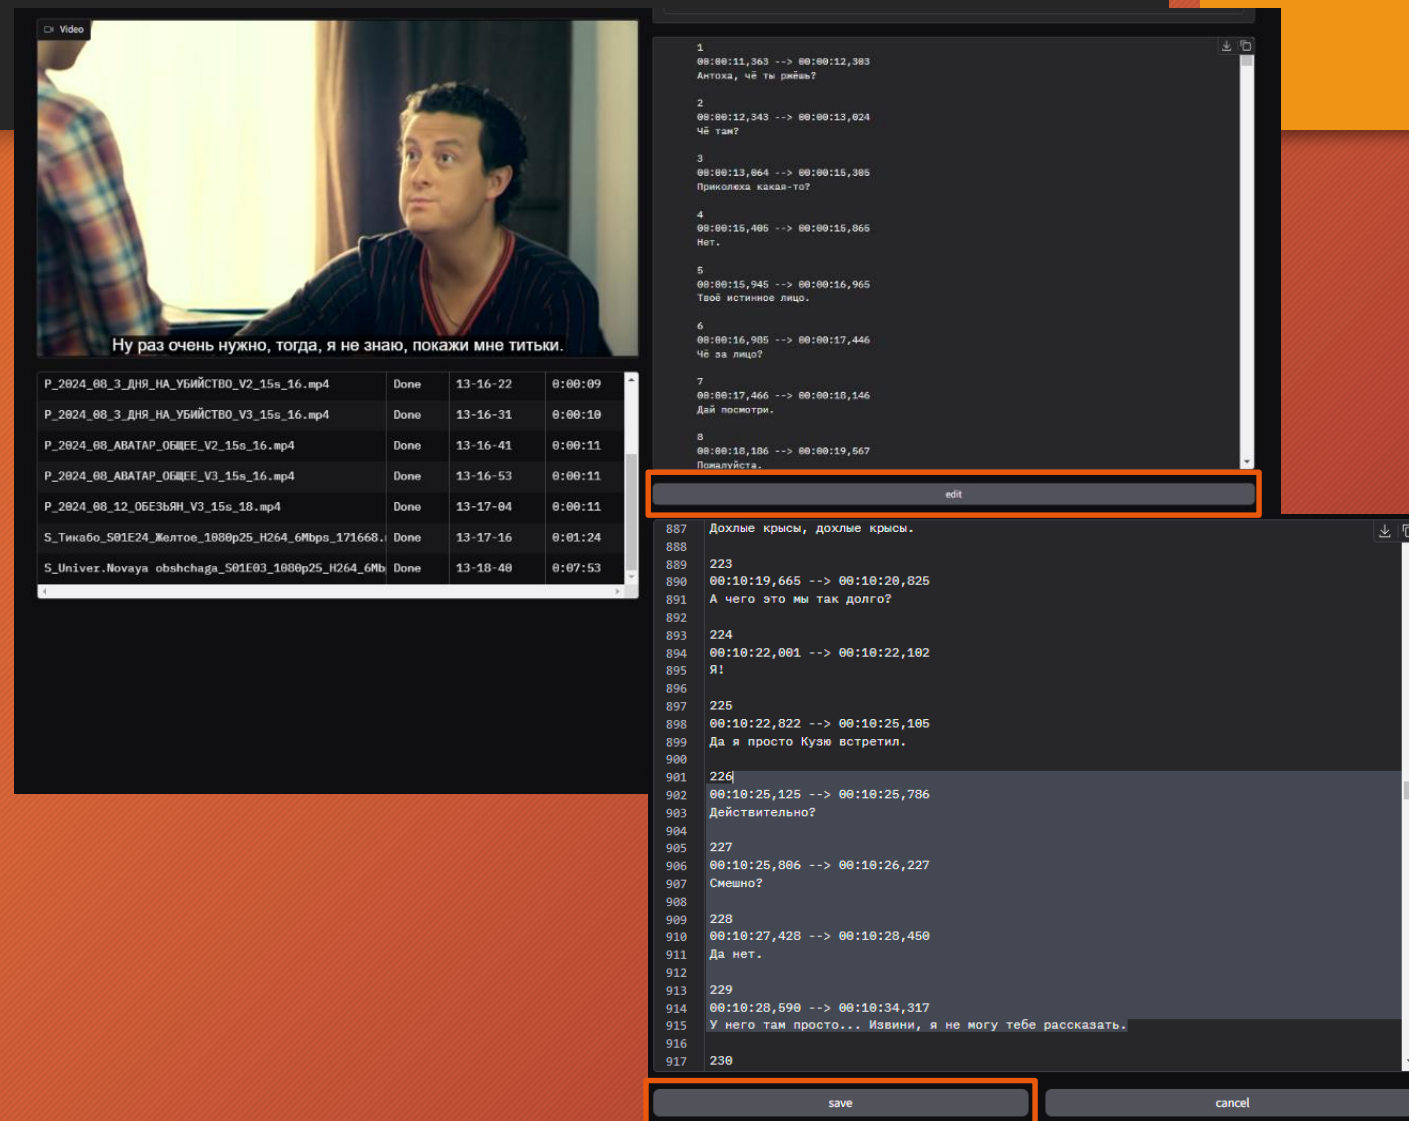 Video
Ну раз очень нужно, тогда, я не знаю, покажи мне титьки.
P_2024_08_3_ДНЯ_НА_УБИЙСТВО_V2_15s_16.mp4 Done 13-16-22 0:00:09
P_2024_08_3_ДНЯ_НА_УБИЙСТВО_V3_15s_16.mp4 Done 13-16-31 0:00:10
P_2024_08_АВАТАР_ОБЩЕЕ_V2_15s_16.mp4 Done 13-16-41 0:00:11
P_2024_08_АВАТАР_ОБЩЕЕ_V3_15s_16.mp4 Done 13-16-53 0:00:11
P_2024_08_12_ОБЕЗЬЯН_V3_15s_18.mp4 Done 13-17-04 0:00:11
S_Тикабо_S01E24_Желтое_1080p25_H264_6Mbps_171668. Done 13-17-16 0:01:24
S_Univer.Novaya obshchaga_S01E03_1080p25_H264_6Mb Done 13-18-40 0:07:53
1
00:00:11,363 --> 00:00:12,303
Антоха, чё ты ржёшь?
2
00:00:12,343 --> 00:00:13,024
Чё там?
3
00:00:13,064 --> 00:00:15,305
Приколюха какая-то?
4
00:00:15,405 --> 00:00:15,865
Нет.
5
00:00:15,945 --> 00:00:16,965
Твоё истинное лицо.
6
00:00:16,985 --> 00:00:17,446
Чё за лицо?
7
00:00:17,466 --> 00:00:18,146
Дай посмотри.
8
00:00:18,186 --> 00:00:19,567
Пожалуйста.
edit
887 Дохлые крысы, дохлые крысы.
888
889 223
890 00:10:19,665 --> 00:10:20,825
891 А чего это мы так долго?
892
893 224
894 00:10:22,001 --> 00:10:22,102
895 Я!
896
897 225
898 00:10:22,822 --> 00:10:25,105
899 Да я просто Кузю встретил.
900
901 226
902 00:10:25,125 --> 00:10:25,786
903 Действительно?
904
905 227
906 00:10:25,806 --> 00:10:26,227
907 Смешно?
908
909 228
910 00:10:27,428 --> 00:10:28,450
911 Да нет.
912
913 229
914 00:10:28,590 --> 00:10:34,317
915 У него там просто... Извини, я не могу тебе рассказать.
916
917 230
save cancel